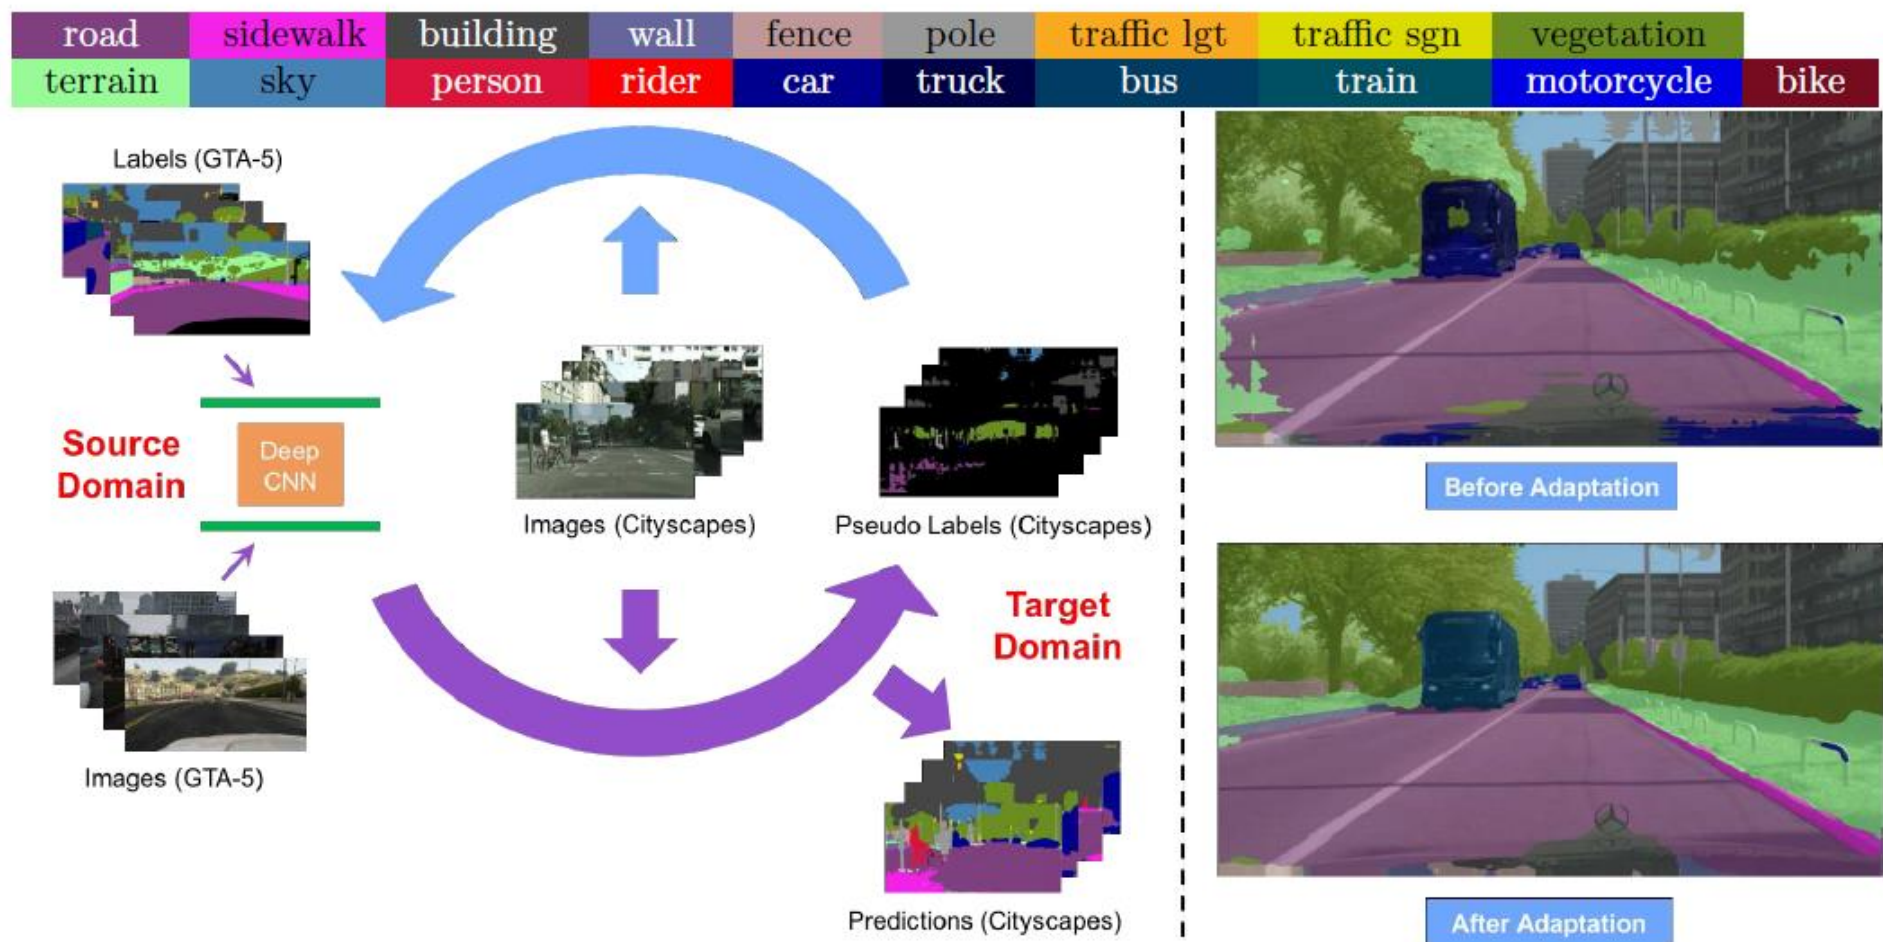 road sidewalk building wall fence pole traffic lgt traffic sgn vegetation
terrain sky person rider car truck bus train motorcycle bike
Labels (GTA-5)
Source
Domain
Deep
CNN
Images (GTA-5)
Images (Cityscapes)
Pseudo Labels (Cityscapes)
Target
Domain
Predictions (Cityscapes)
Before Adaptation
After Adaptation